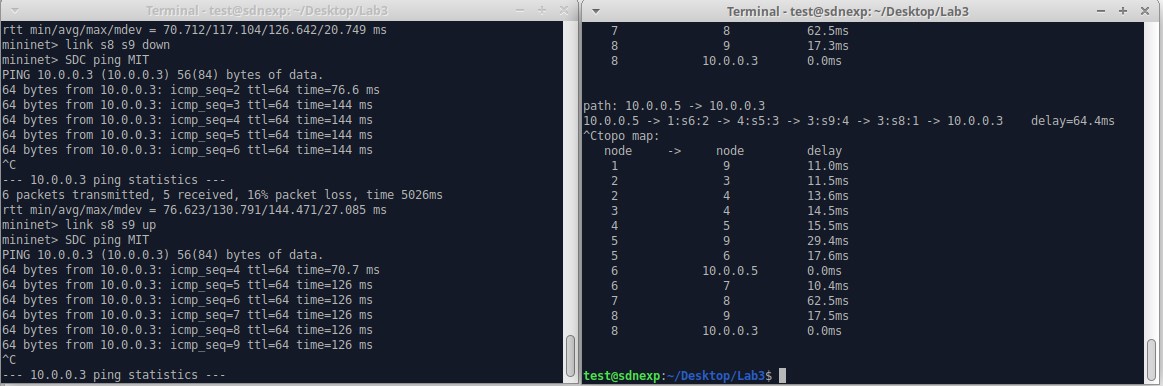 Terminal - test@sdnexp: ~/Desktop/Lab3
rtt min/avg/max/mdev = 70.712/117.104/126.642/20.749 ms
mininet> link s8 s9 down
mininet> SDC ping MIT
PING 10.0.0.3 (10.0.0.3) 56(84) bytes of data.
64 bytes from 10.0.0.3: icmp_seq=2 ttl=64 time=76.6 ms
64 bytes from 10.0.0.3: icmp_seq=3 ttl=64 time=144 ms
64 bytes from 10.0.0.3: icmp_seq=4 ttl=64 time=144 ms
64 bytes from 10.0.0.3: icmp_seq=5 ttl=64 time=144 ms
64 bytes from 10.0.0.3: icmp_seq=6 ttl=64 time=144 ms
^C
--- 10.0.0.3 ping statistics ---
6 packets transmitted, 5 received, 16% packet loss, time 5026ms
rtt min/avg/max/mdev = 76.623/130.791/144.471/27.085 ms
mininet> link s8 s9 up
mininet> SDC ping MIT
PING 10.0.0.3 (10.0.0.3) 56(84) bytes of data.
64 bytes from 10.0.0.3: icmp_seq=4 ttl=64 time=70.7 ms
64 bytes from 10.0.0.3: icmp_seq=5 ttl=64 time=126 ms
64 bytes from 10.0.0.3: icmp_seq=6 ttl=64 time=126 ms
64 bytes from 10.0.0.3: icmp_seq=7 ttl=64 time=126 ms
64 bytes from 10.0.0.3: icmp_seq=8 ttl=64 time=126 ms
64 bytes from 10.0.0.3: icmp_seq=9 ttl=64 time=126 ms
^C
--- 10.0.0.3 ping statistics ---
Terminal - test@sdnexp: ~/Desktop/Lab3
7 8 62.5ms
8 9 17.3ms
8 10.0.0.3 0.0ms
path: 10.0.0.5 -> 10.0.0.3
10.0.0.5 -> 1:s6:2 -> 4:s5:3 -> 3:s9:4 -> 3:s8:1 -> 10.0.0.3 delay=64.4ms
^Ctopo map:
node -> node delay
1 9 11.0ms
2 3 11.5ms
2 4 13.6ms
3 4 14.5ms
4 5 15.5ms
5 9 29.4ms
5 6 17.6ms
6 10.0.0.5 0.0ms
6 7 10.4ms
7 8 62.5ms
8 9 17.5ms
8 10.0.0.3 0.0ms
test@sdnexp:~/Desktop/Lab3$